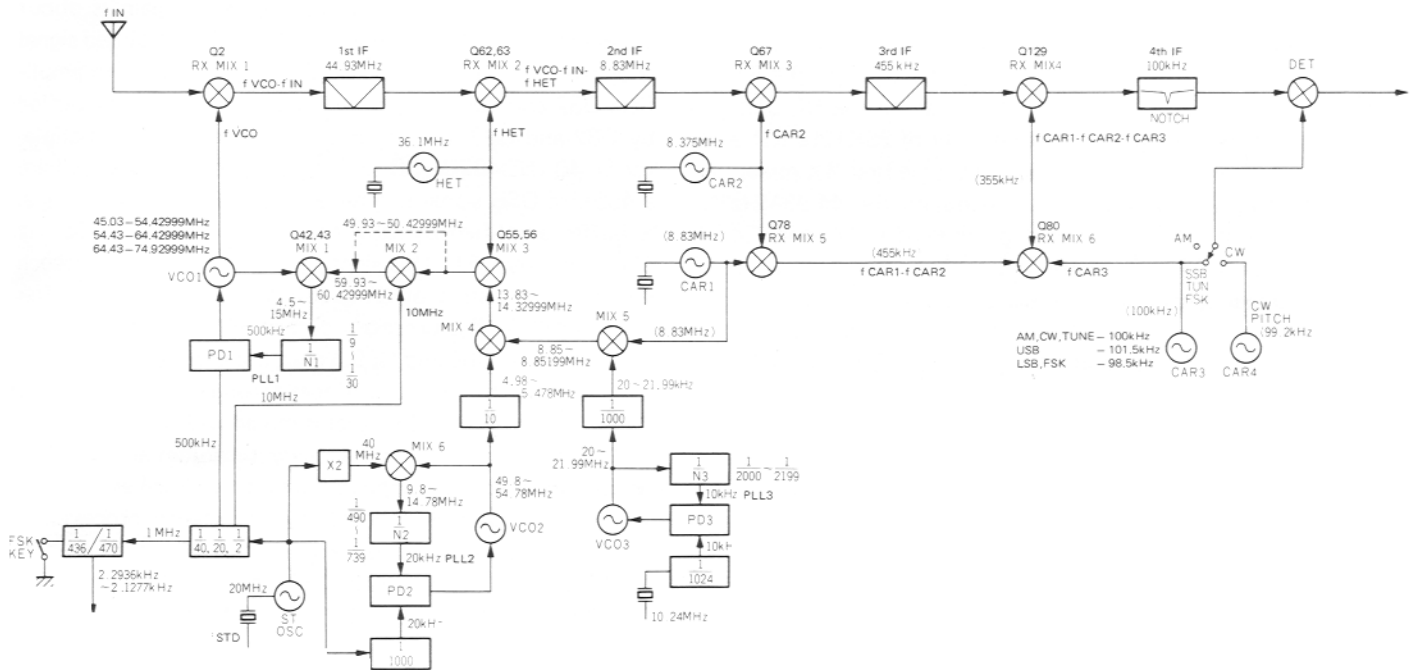 f IN
Q2
RX MIX 1
f VCO-f IN
1st IF
44.93MHz
Q62,63
RX MIX 2
f VCO-f IN-
f HET
2nd IF
8.83MHz
Q67
RX MIX 3
3rd IF
455 kHz
Q129
RX MIX4
4th IF
100kHz
NOTCH
DET
f VCO
f HET
f CAR2
f CAR1-f CAR2-f CAR3
36.1MHz
HET
8.375MHz
CAR2
(355kHz
45.03-54.42999MHz
54.43-64.42999MHz
64.43-74.92999MHz
VCO1
Q42,43
MIX 1
49.93~50.42999MHz
MIX 2
Q55,56
MIX 3
59.93~
60.42999MHz
(8.83MHz)
CAR1
Q78
RX MIX 5
(455kHz
f CAR1-f CAR2
Q80
RX MIX 6
f CAR3
AM
SSB
TUN
FSK
CW
CW
PITCH
(99.2kHz
CAR4
(100kHz)
CAR3
AM,CW,TUNE-100kHz
USB -101.5kHz
LSB,FSK -98.5kHz
4.5~
15MHz
500kHz
PD1
1/N1
1/9
~
1/30
PLL1
10MHz
10MHz
13.83~
14.32999MHz
MIX 4
MIX 5
(8.83MHz)
8.85~
8.85199MHz
4.98~
5.478MHz
20~21.99kHz
1/10
1/1000
500kHz
X2
40
MHz
MIX 6
20~
21.99MHz
1/N3
1/2000~1/2199
10kHz PLL3
PD3
VCO3
10kH
1/1024
10.24MHz
49.8~
54.78MHz
VCO2
9.8~
14.78MHz
1/490
~
1/739
1/N2
20kHz PLL2
PD2
20kH
1/1000
FSK
KEY
1/436 / 1/470
1MHz
1/40, 1/20, 1/2
2.2936kHz
~2.1277kHz
20MHz
STD
ST
OSC